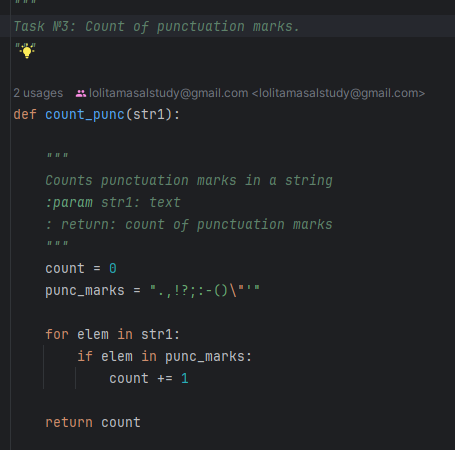 """
Task №3: Count of punctuation marks.
"""
2 usages lolitamasalstudy@gmail.com <lolitamasalstudy@gmail.com>
def count_punc(str1):
"""
Counts punctuation marks in a string
:param str1: text
: return: count of punctuation marks
"""
count = 0
punc_marks = ".,!?;:-()\"'"
for elem in str1:
if elem in punc_marks:
count += 1
return count